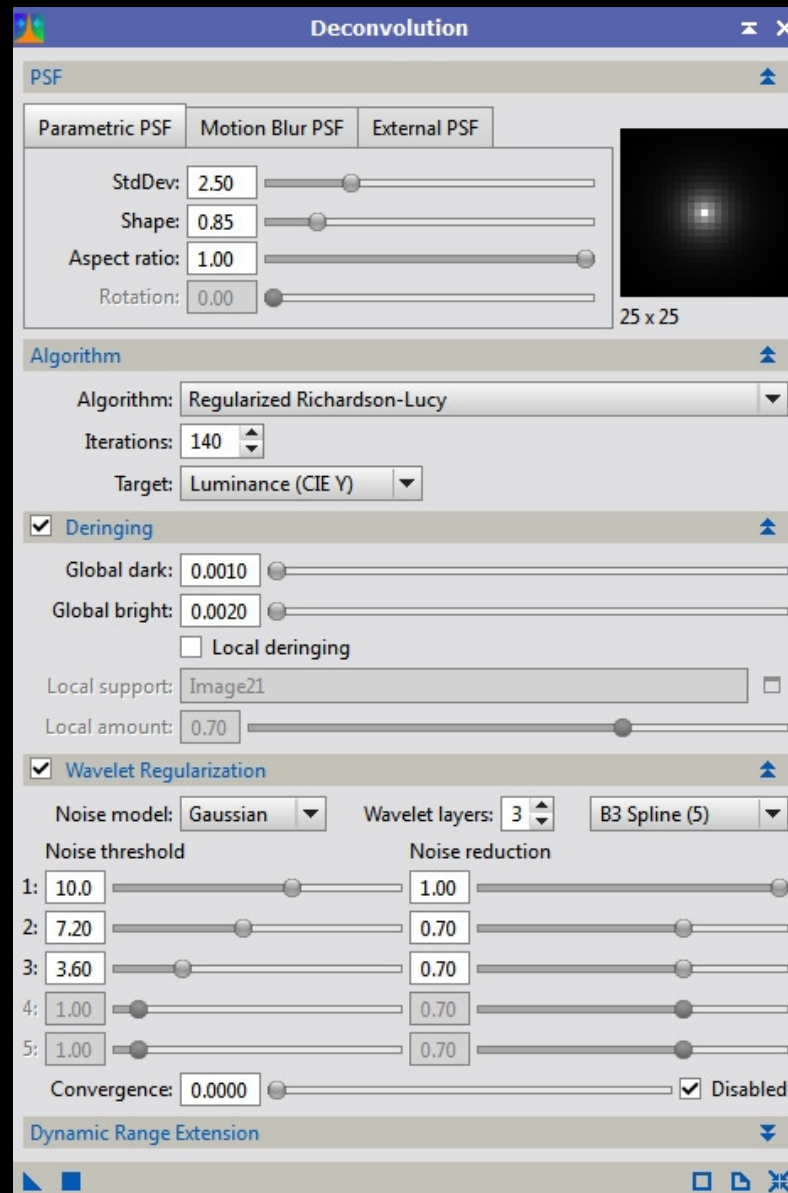 Deconvolution
PSF
Parametric PSF Motion Blur PSF External PSF
StdDev: 2.50
Shape: 0.85
Aspect ratio: 1.00
Rotation: 0.00
25 x 25
Algorithm
Algorithm: Regularized Richardson-Lucy
Iterations: 140
Target: Luminance (CIE Y)
Deringing
Global dark: 0.0010
Global bright: 0.0020
Local deringing
Local support: Image21
Local amount: 0.70
Wavelet Regularization
Noise model: Gaussian Wavelet layers: 3 B3 Spline (5)
Noise threshold Noise reduction
1: 10.0 1.00
2: 7.20 0.70
3: 3.60 0.70
4: 1.00 0.70
5: 1.00 0.70
Convergence: 0.0000 Disabled
Dynamic Range Extension